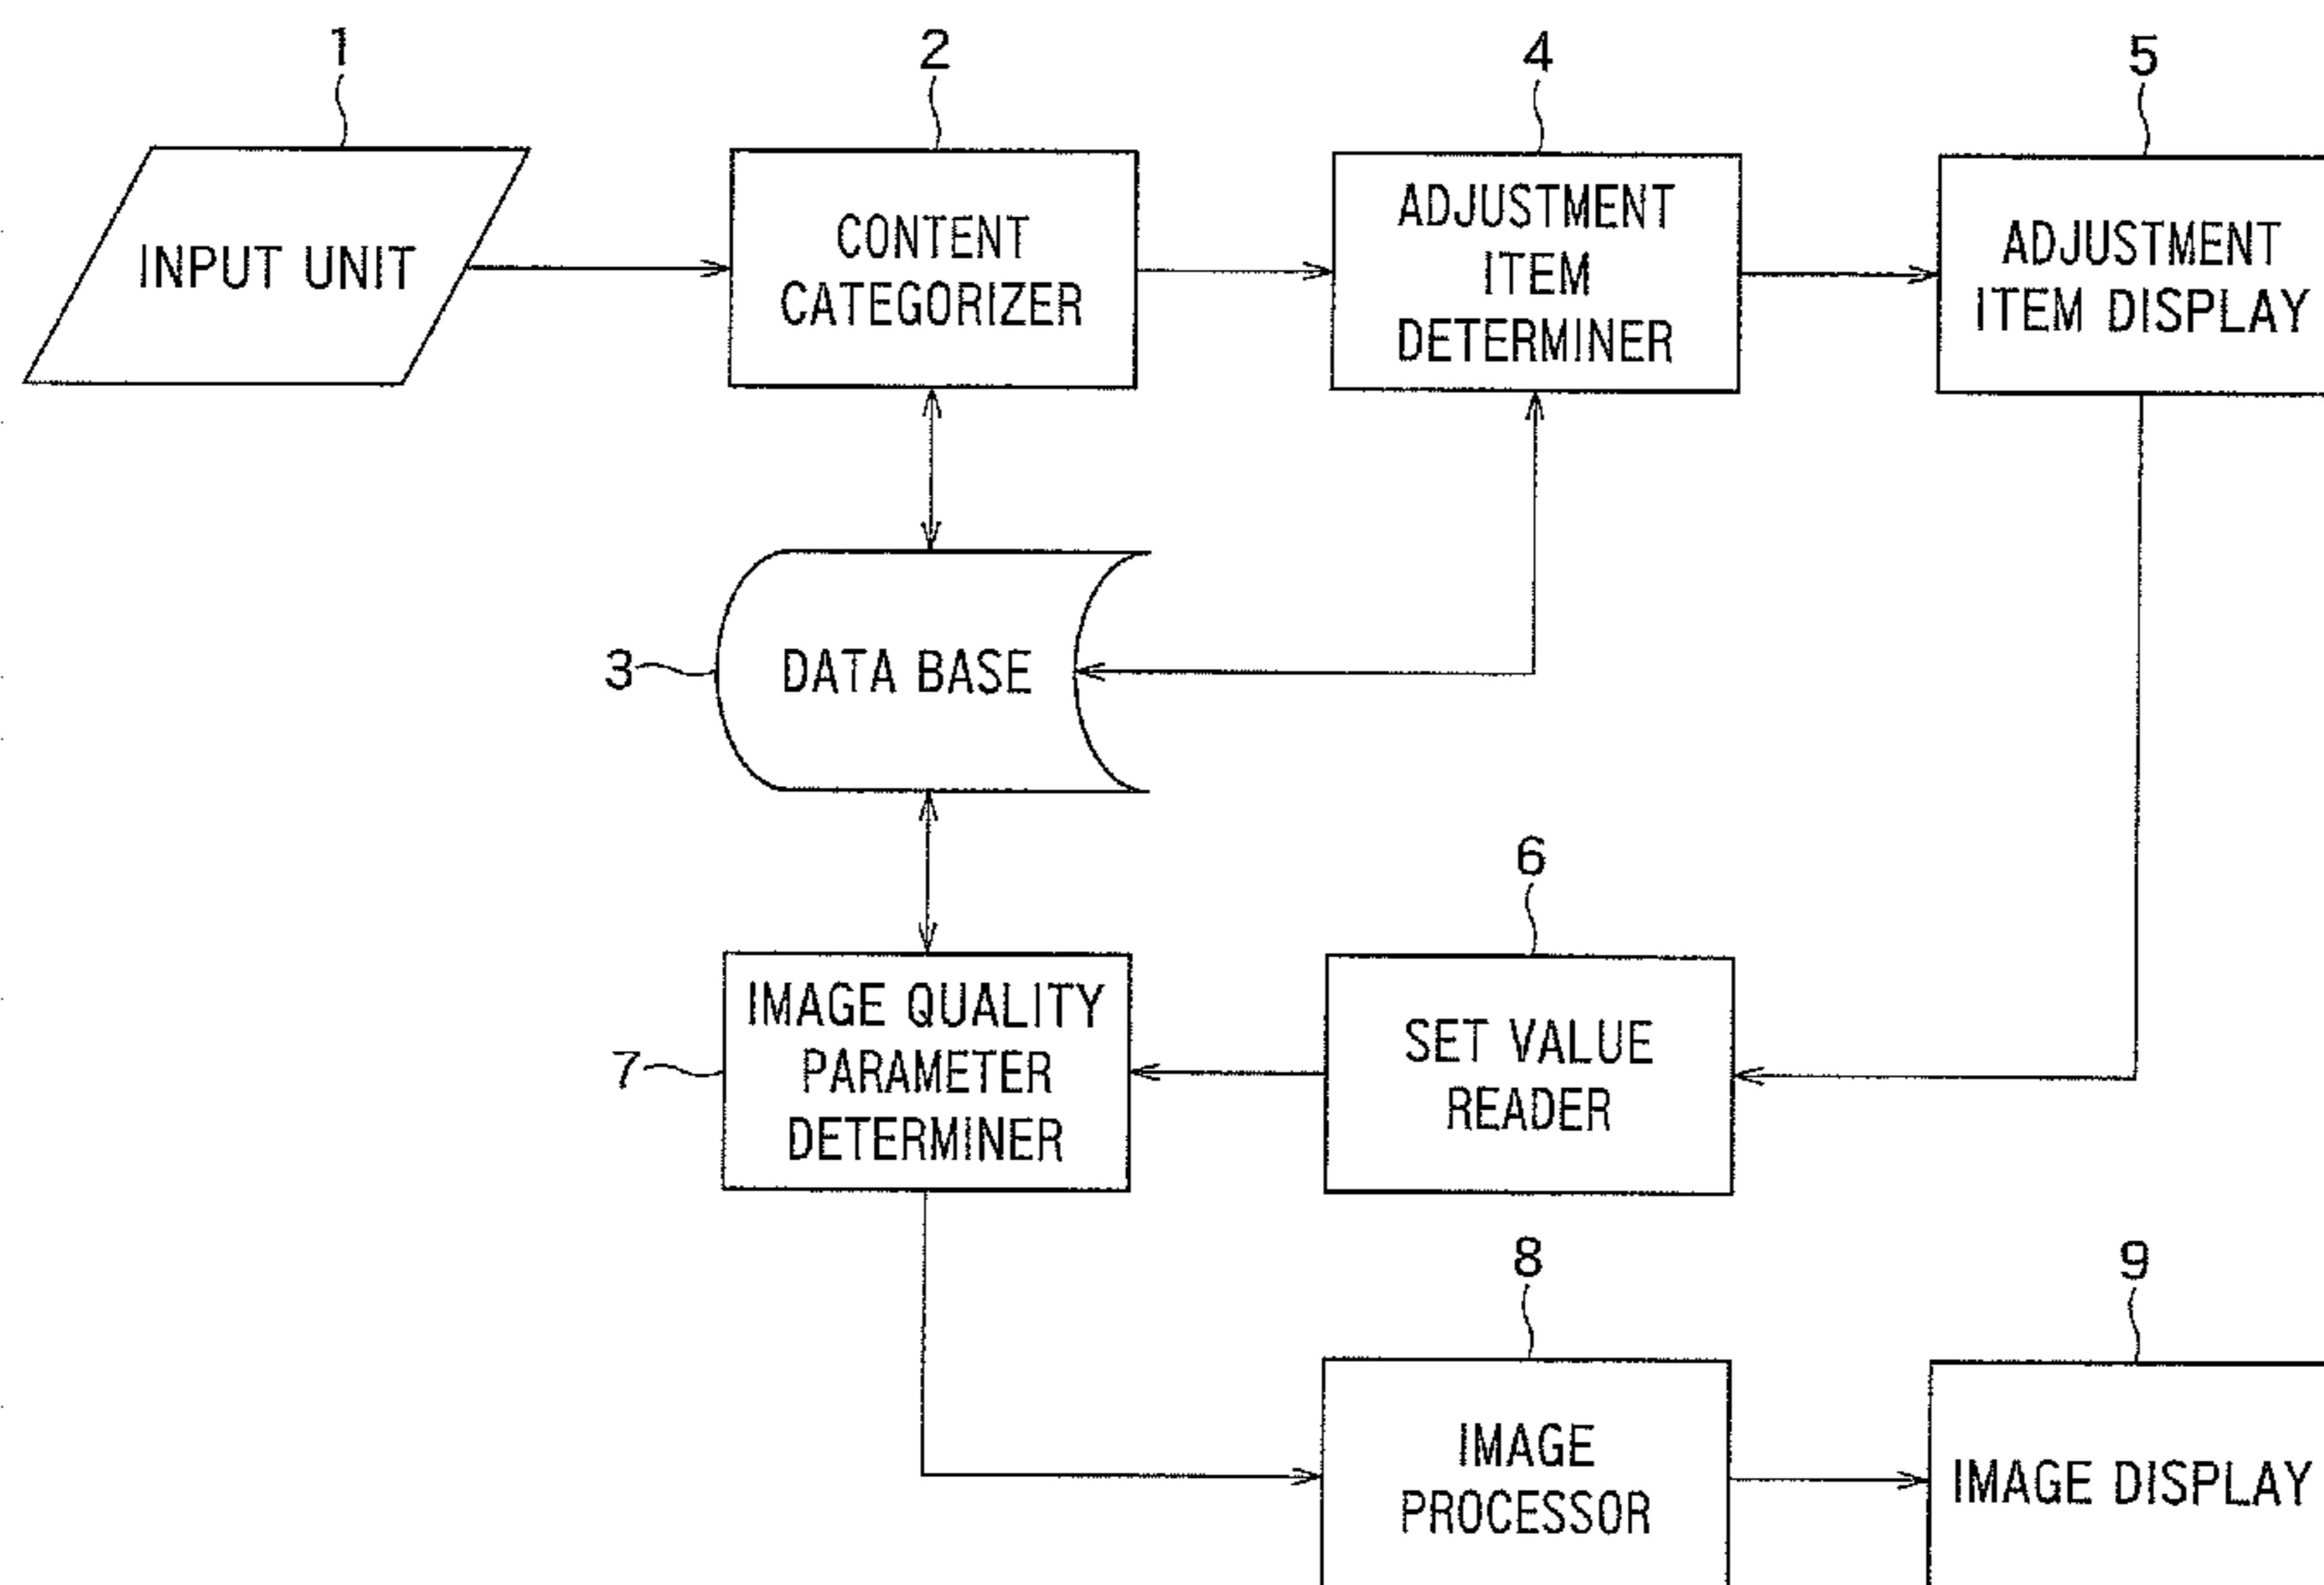 1
2
4
5
INPUT UNIT
CONTENT
CATEGORIZER
ADJUSTMENT
ITEM
DETERMINER
ADJUSTMENT
ITEM DISPLAY
3
DATA BASE
6
7
IMAGE QUALITY
PARAMETER
DETERMINER
SET VALUE
READER
8
9
IMAGE
PROCESSOR
IMAGE DISPLAY